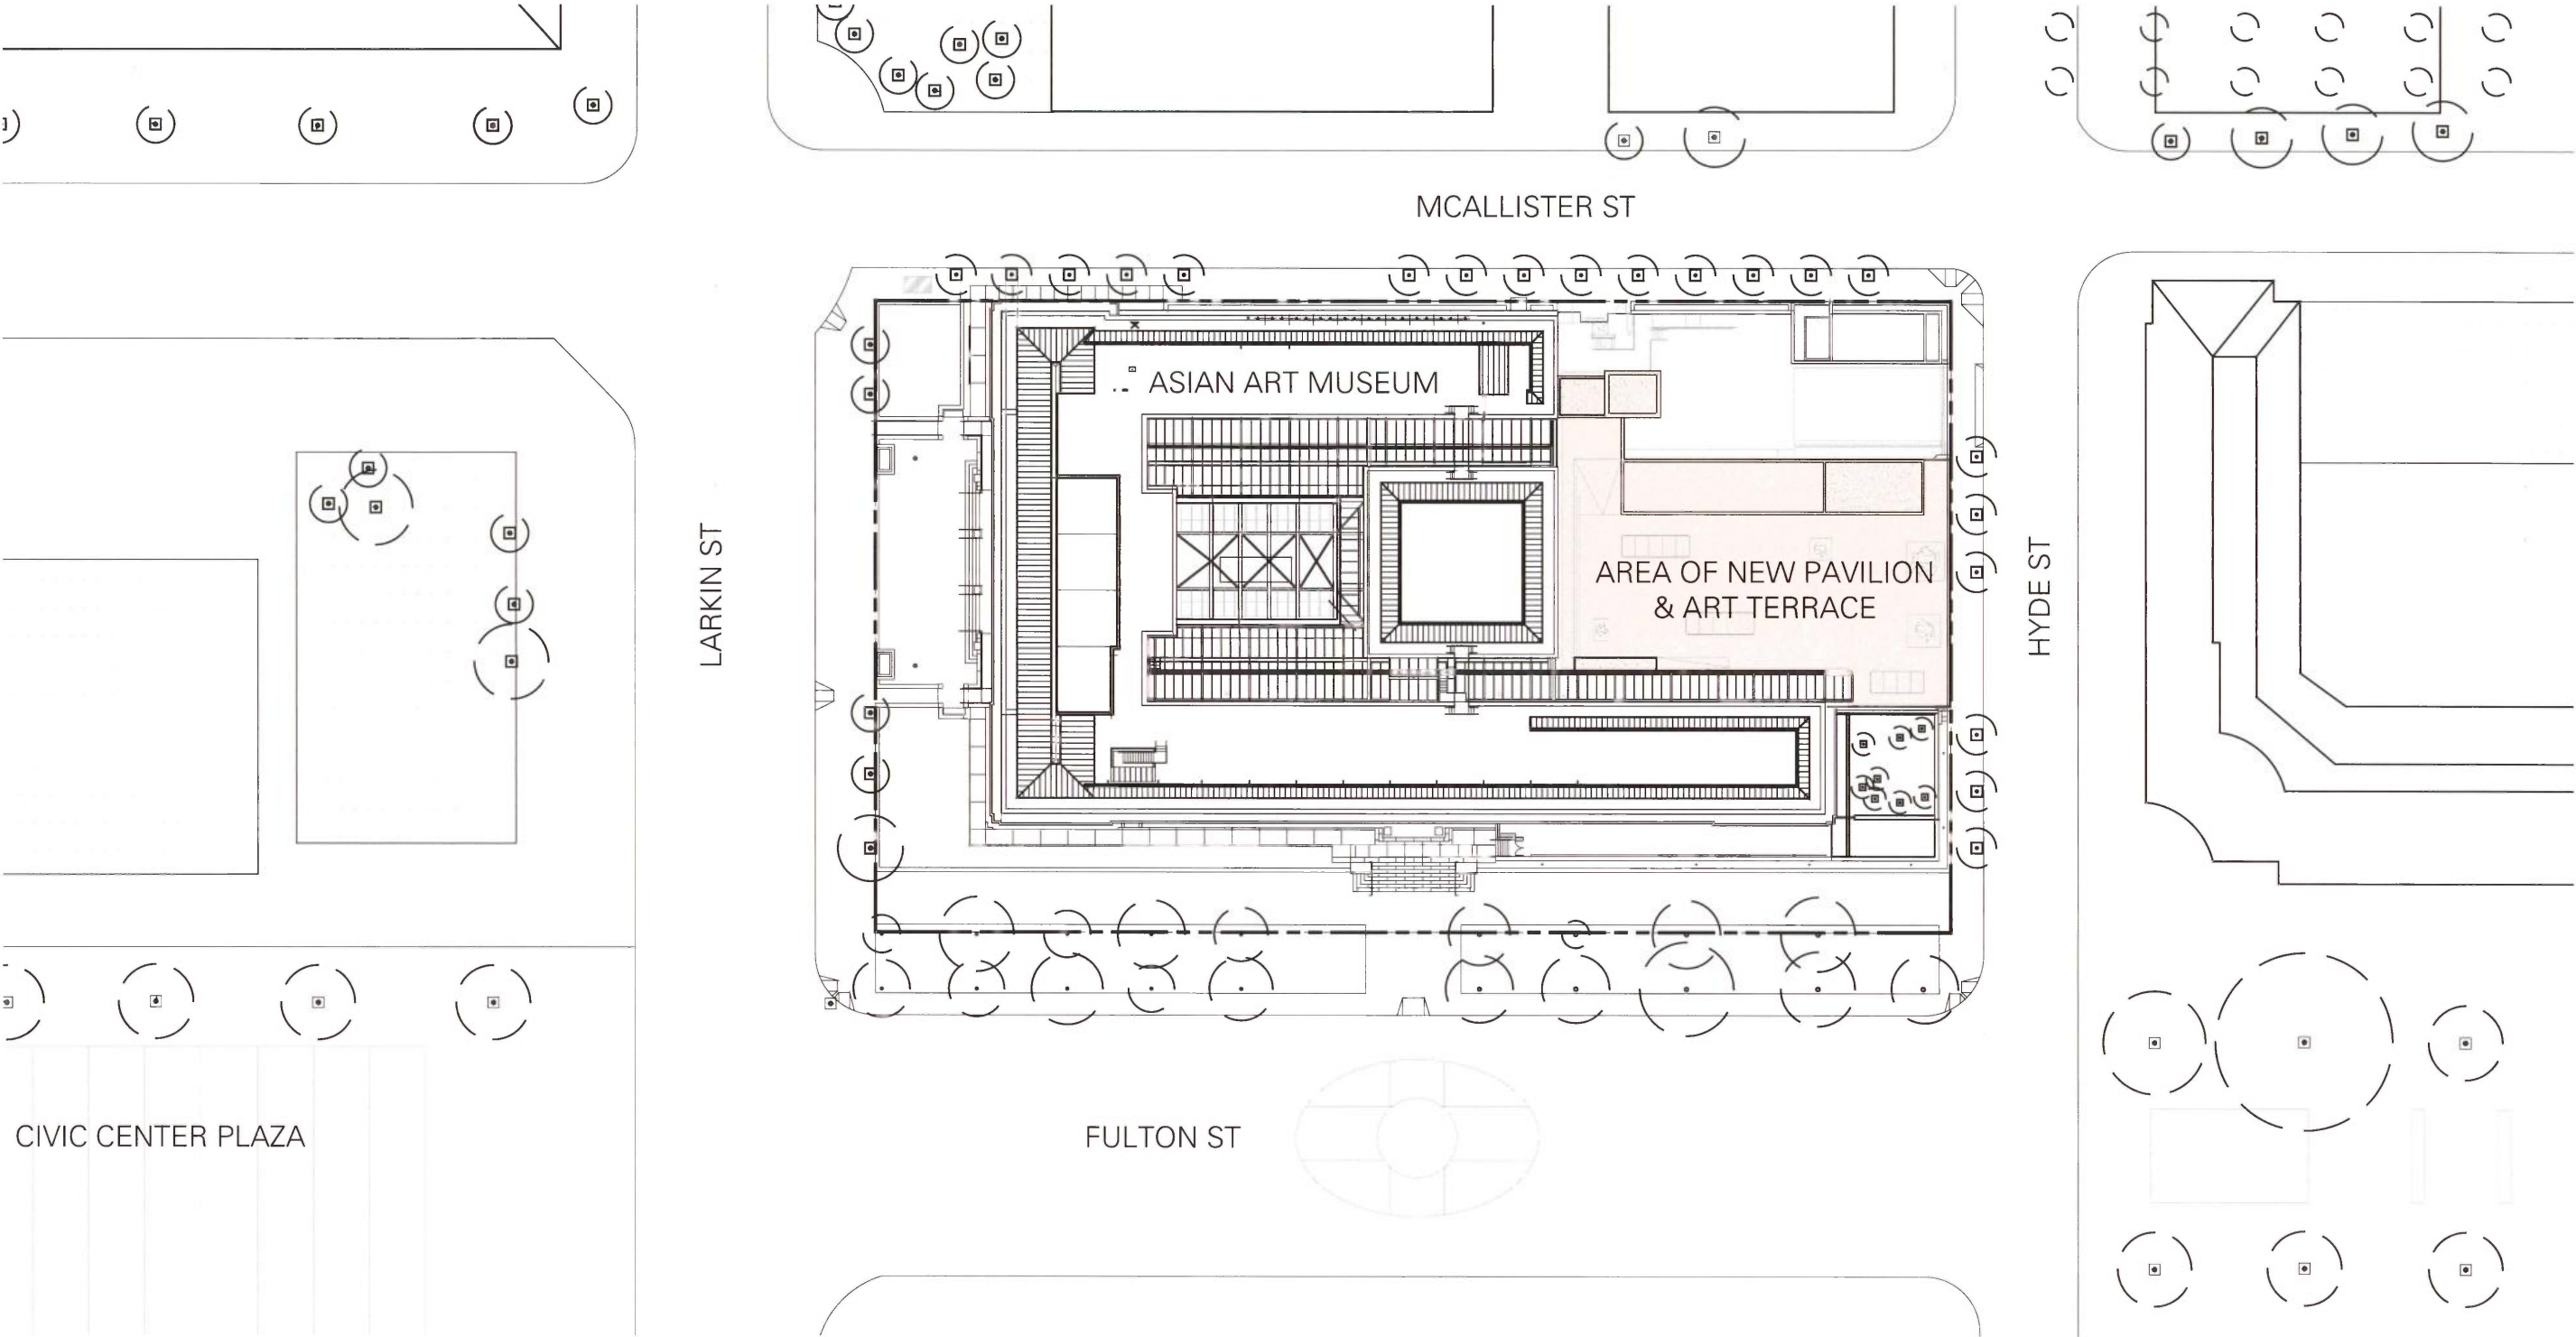 MCALLISTER ST
ASIAN ART MUSEUM
LARKIN ST
AREA OF NEW PAVILION
& ART TERRACE
HYDE ST
CIVIC CENTER PLAZA
FULTON ST